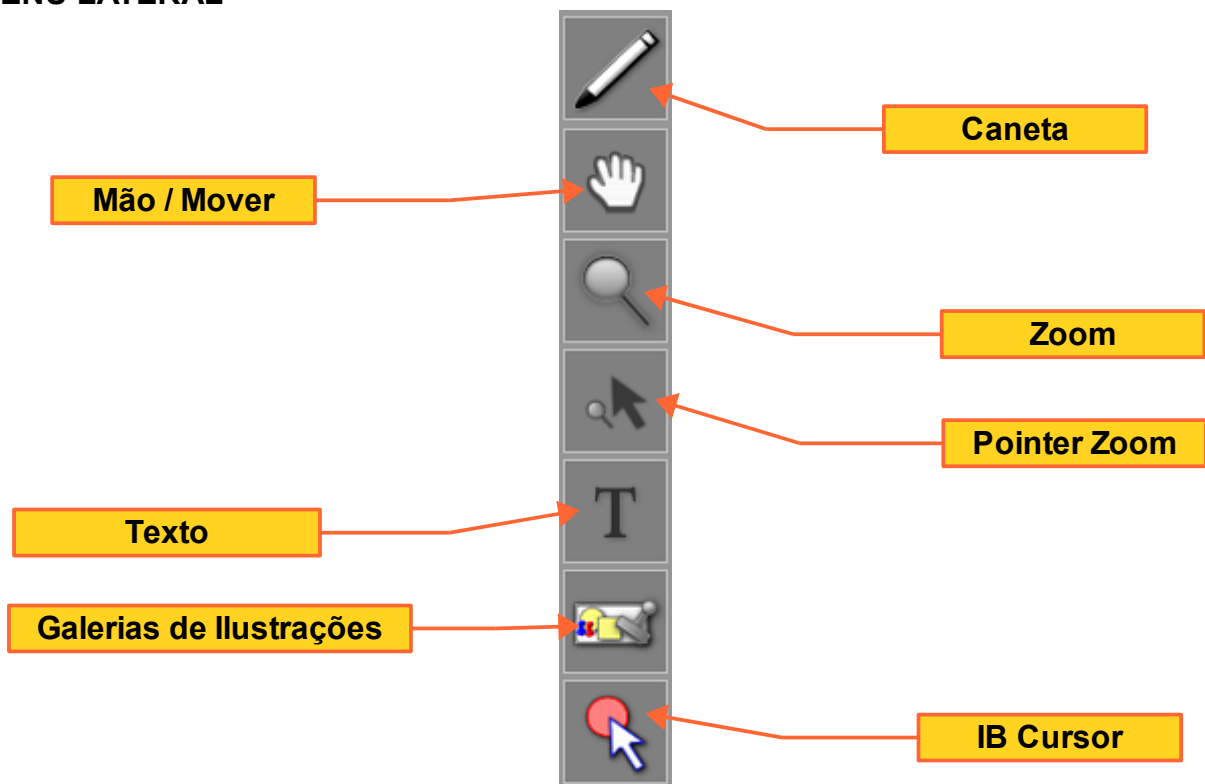 Caneta
Mão / Mover
Zoom
Pointer Zoom
T
Texto
Galerias de Ilustrações
IB Cursor